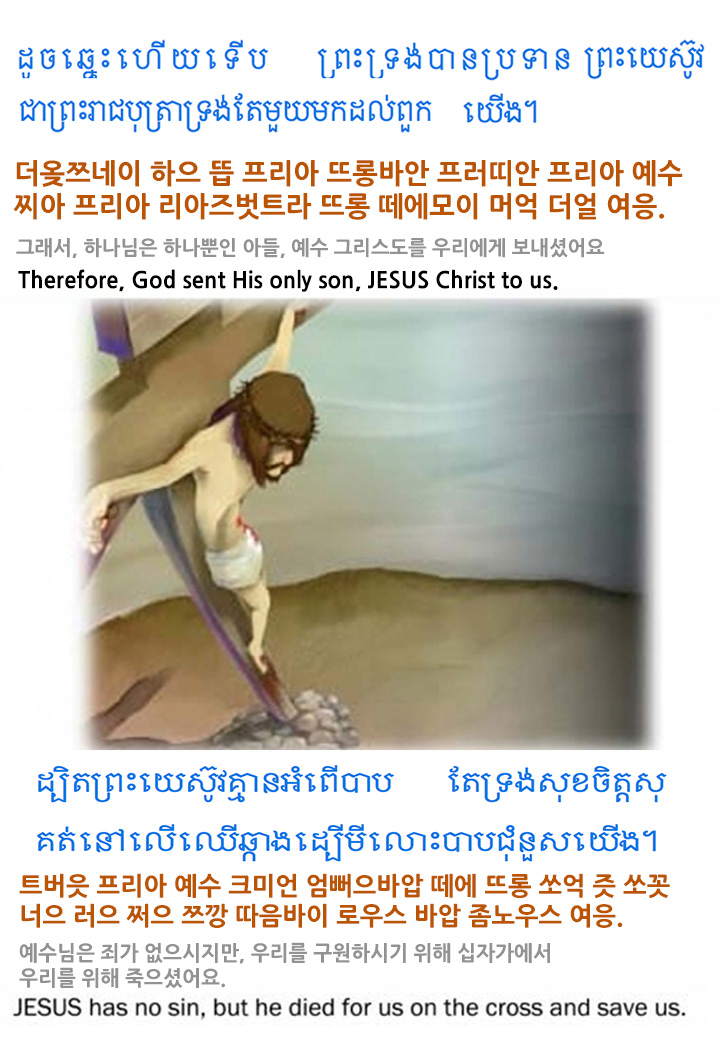 ដូចឆ្នេះហើយទើប ព្រះទ្រង់បានប្រទាន ព្រះយេស៊ូវ
ជាព្រះរាជបុត្រាទ្រង់តែមួយមកដល់ពួក យើង។
더옻쯔네이 하으 뜹 프리아 뜨롱바안 프러띠안 프리아 예수
찌아 프리아 리아즈벗트라 뜨롱 떼에모이 머억 더얼 여응.
그래서, 하나님은 하나뿐인 아들, 예수 그리스도를 우리에게 보내셨어요
Therefore, God sent His only son, JESUS Christ to us.
ដ្បិតព្រះយេស៊ូវគ្មានអំពើបាប តែទ្រង់សុខចិត្តសុ
គត់នៅលើឈើឆ្កាងដ្បើមីលោះបាបជុំនួសយើង។
트버읏 프리아 예수 크미언 엄뻐으바압 떼에 뜨롱 쏘억 즛 쏘꼿
너으 러으 쩌으 쯔깡 따음바이 로우스 바압 좀노우스 여응.
예수님은 죄가 없으시지만, 우리를 구원하시기 위해 십자가에서
우리를 위해 죽으셨어요.
JESUS has no sin, but he died for us on the cross and save us.